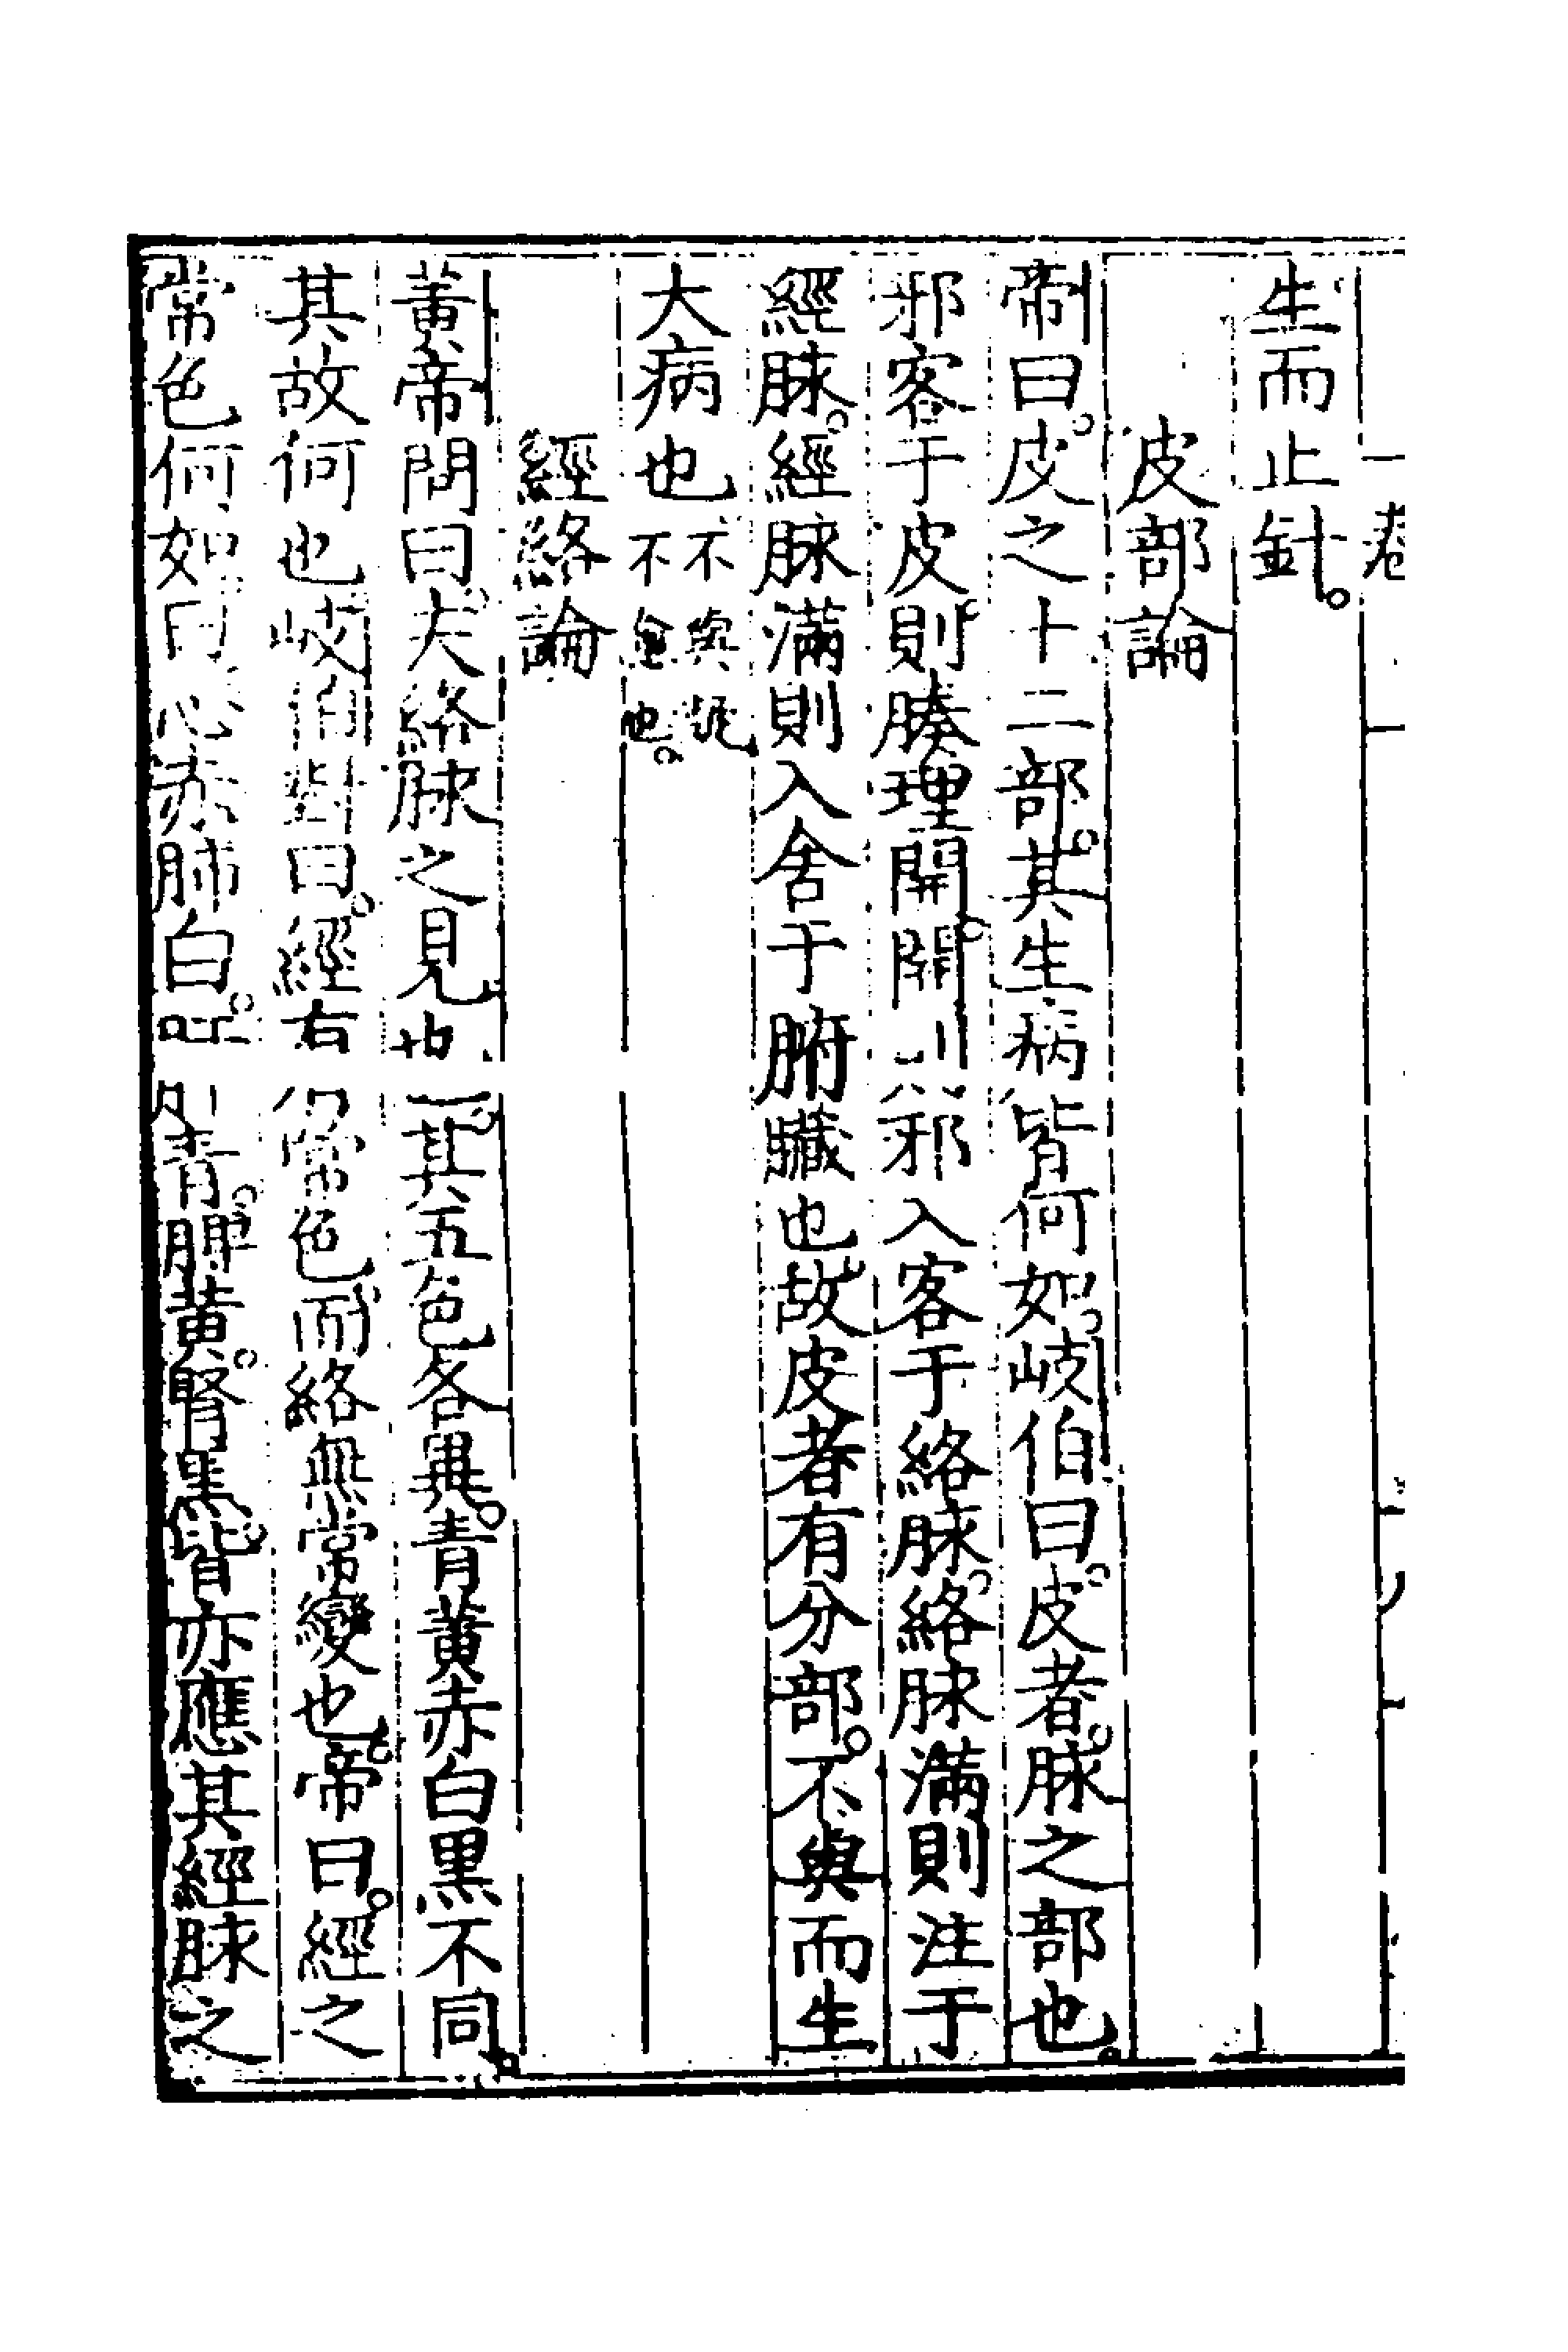 生而止針。
皮部論
帝曰。皮之十二部。其生病皆何如。岐伯曰。皮者。脉之部也。
邪客于皮。則腠理開。開則邪入客于絡脉。絡脉滿則注于
經脉。經脉滿則入舍于腑臟也。故皮者有分部。不與而生
大病也不與
不也。
經絡論
黃帝問曰。夫絡脉之見也。其五色各異。青黃赤白黑不同。
其故何也岐伯對曰。經有常色而絡無常變也。帝曰。經之
常色何如曰心赤肺白。肝青。脾黃。腎黑。皆亦應其經脉之